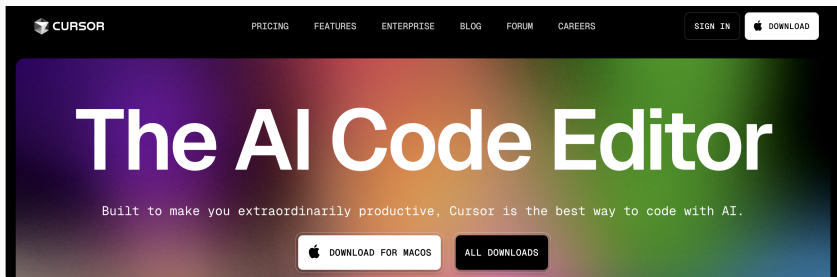 CURSOR PRICING FEATURES ENTERPRISE BLOG FORUM CAREERS SIGN IN DOWNLOAD
The AI Code Editor
Built to make you extraordinarily productive, Cursor is the best way to code with AI.
DOWNLOAD FOR MACOS ALL DOWNLOADS